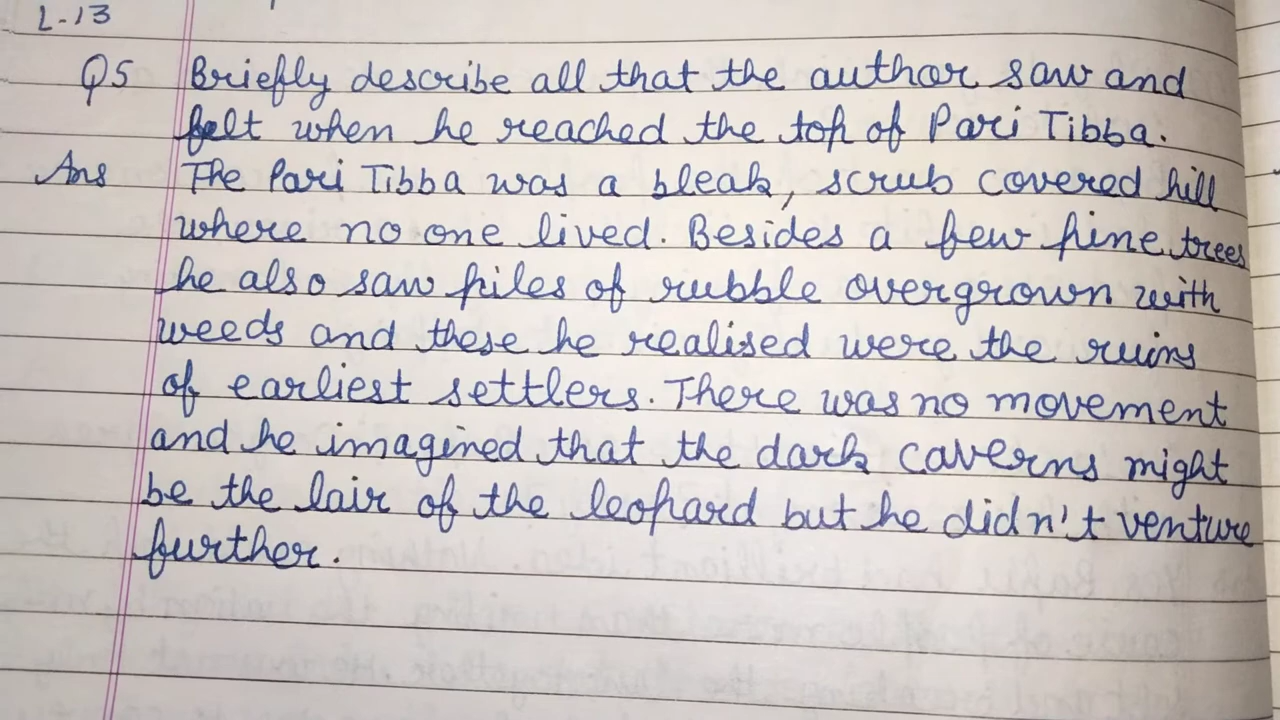 L-13
Q5 Briefly describe all that the author saw and
felt when he reached the top of Pari Tibba.
Ans The Pari Tibba was a bleak, scrub covered hill
where no one lived. Besides a few pine trees
he also saw piles of rubble overgrown with
weeds and these he realised were the ruins
of earliest settlers. There was no movement
and he imagined that the dark caverns might
be the lair of the leopard but he didn't venture
further.